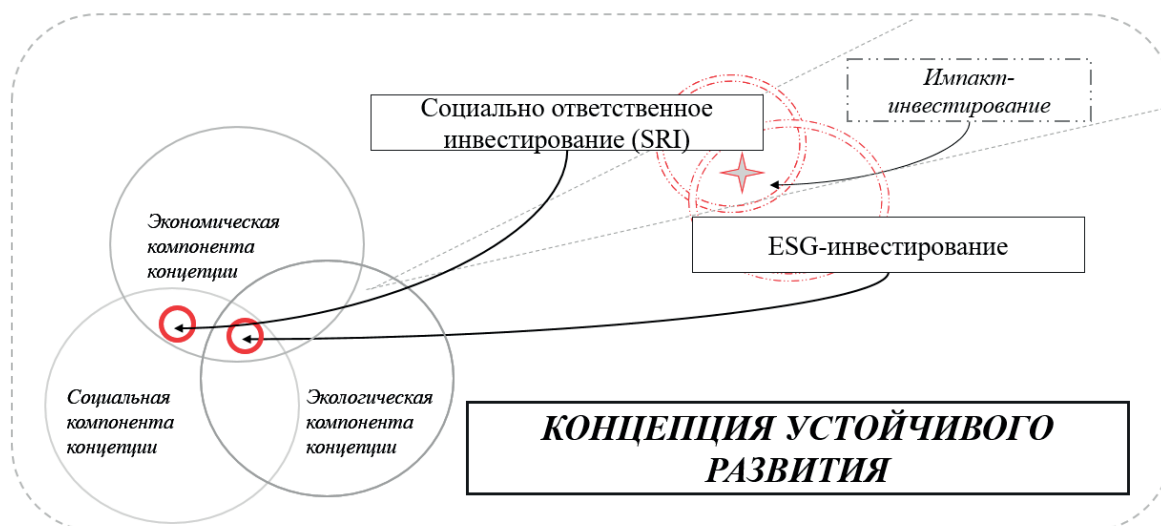 Социально ответственное
инвестирование (SRI)
Импакт-
инвестирование
Экономическая
компонента
концепции
ESG-инвестирование
Социальная
компонента
концепции
Экологическая
компонента
концепции
КОНЦЕПЦИЯ УСТОЙЧИВОГО
РАЗВИТИЯ